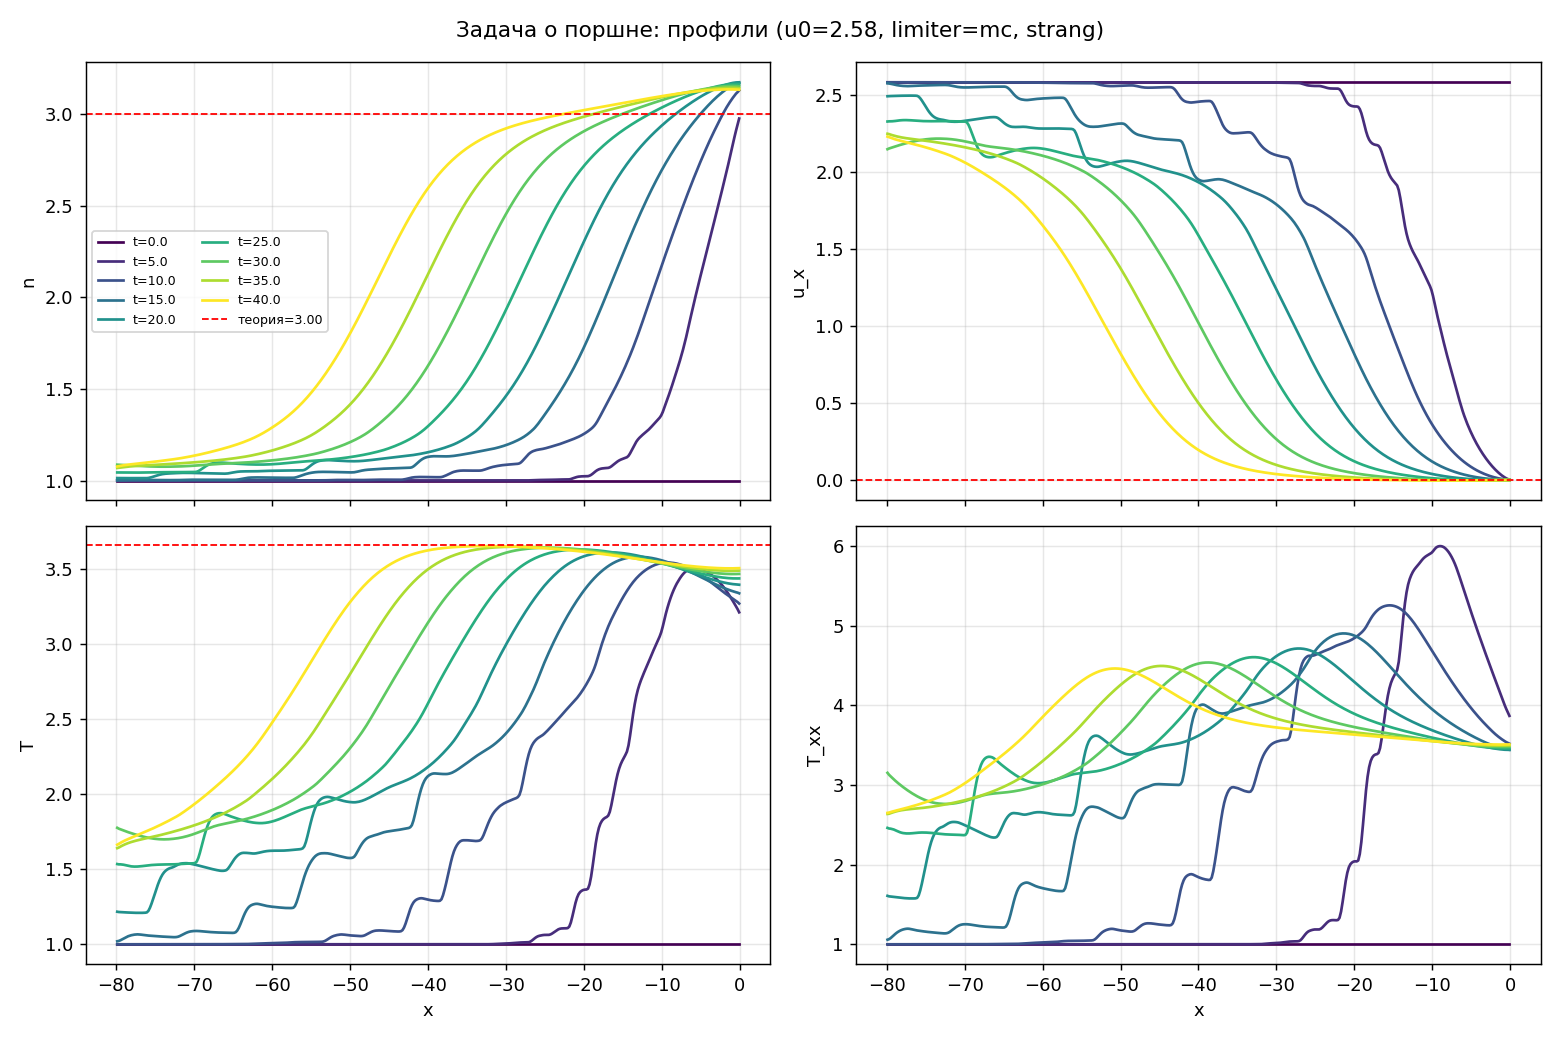 Задача о поршне: профили (u0=2.58, limiter=mc, strang)
n
3.0
2.5
2.0
1.5
1.0
t=0.0 t=25.0
t=5.0 t=30.0
t=10.0 t=35.0
t=15.0 t=40.0
t=20.0 теория=3.00
u_x
2.5
2.0
1.5
1.0
0.5
0.0
T
3.5
3.0
2.5
2.0
1.5
1.0
−80 −70 −60 −50 −40 −30 −20 −10 0
x
T_xx
6
5
4
3
2
1
−80 −70 −60 −50 −40 −30 −20 −10 0
x